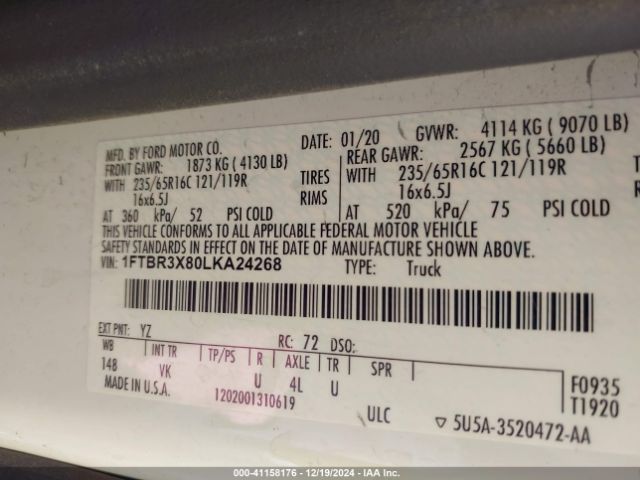 MFD. BY FORD MOTOR CO.
DATE: 01/20 GVWR: 4114 KG ( 9070 LB)
FRONT GAWR: 1873 KG ( 4130 LB) REAR GAWR: 2567 KG ( 5660 LB)
WITH 235/65R16C 121/119R TIRES WITH 235/65R16C 121/119R
16x6.5J RIMS 16x6.5J
AT 360 kPa/ 52 PSI COLD AT 520 kPa/ 75 PSI COLD
THIS VEHICLE CONFORMS TO ALL APPLICABLE FEDERAL MOTOR VEHICLE
SAFETY STANDARDS IN EFFECT ON THE DATE OF MANUFACTURE SHOWN ABOVE.
VIN: 1FTBR3X80LKA24268 TYPE: Truck
EXT PNT: YZ RC: 72 DSO:
WB INT TR TP/PS R AXLE TR SPR
148 VK U 4L U
F0935
T1920
MADE IN U.S.A. 1202001310619 ULC ▽ 5U5A-3520472-AA
000-41158176 - 12/19/2024 - IAA Inc.